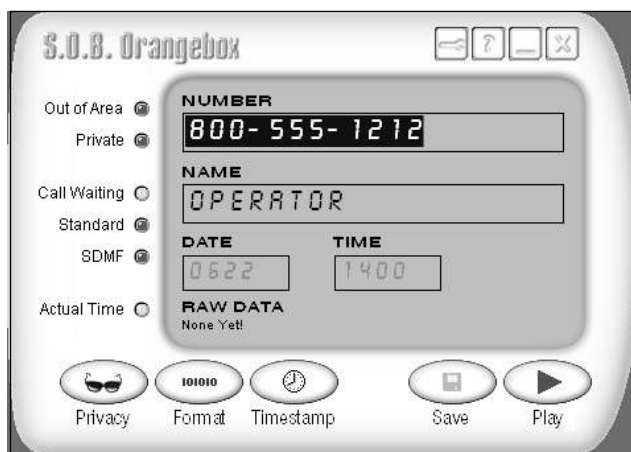 S.O.B. Orangebox
?
Out of Area
Private
Call Waiting
Standard
SDMF
Actual Time
NUMBER
800-555-1212
NAME
OPERATOR
DATE
TIME
0622
1400
RAW DATA
None Yet!
101010
Privacy
Format
Timestamp
Save
Play